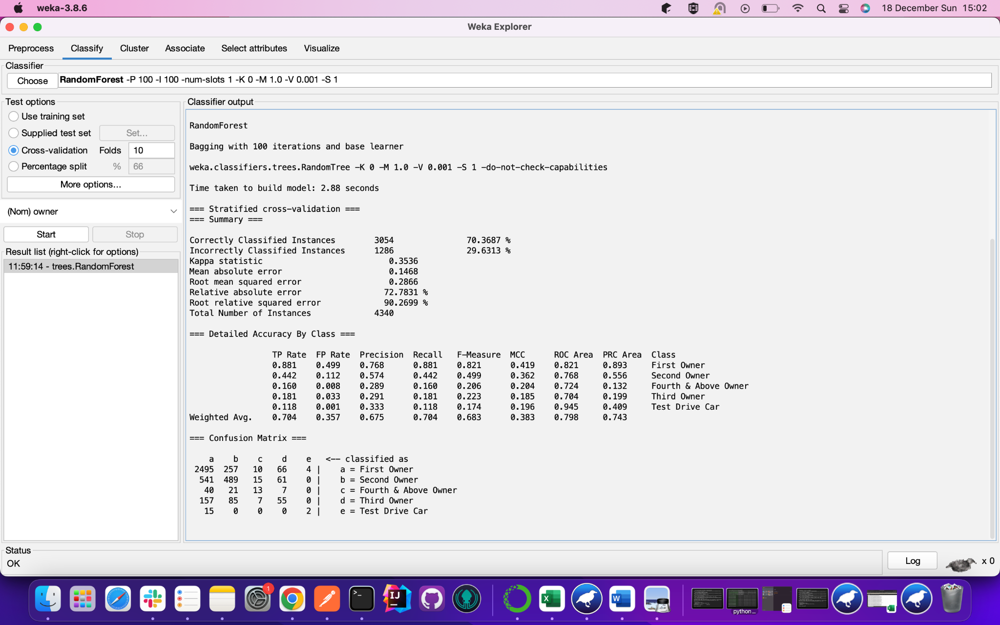 weka-3.8.6
18 December Sun 15:02
Weka Explorer
Preprocess Classify Cluster Associate Select attributes Visualize
Classifier
Choose RandomForest -P 100 -I 100 -num-slots 1 -K 0 -M 1.0 -V 0.001 -S 1
Test options
Use training set
Supplied test set Set...
Cross-validation Folds 10
Percentage split % 66
More options...
(Nom) owner
Start Stop
Result list (right-click for options)
11:59:14 - trees.RandomForest
Classifier output
RandomForest
Bagging with 100 iterations and base learner
weka.classifiers.trees.RandomTree -K 0 -M 1.0 -V 0.001 -S 1 -do-not-check-capabilities
Time taken to build model: 2.88 seconds
=== Stratified cross-validation ===
=== Summary ===
Correctly Classified Instances 3054 70.3687 %
Incorrectly Classified Instances 1286 29.6313 %
Kappa statistic 0.3536
Mean absolute error 0.1468
Root mean squared error 0.2866
Relative absolute error 72.7831 %
Root relative squared error 90.2699 %
Total Number of Instances 4340
=== Detailed Accuracy By Class ===
TP Rate FP Rate Precision Recall F-Measure MCC ROC Area PRC Area Class
0.881 0.499 0.768 0.881 0.821 0.419 0.821 0.893 First Owner
0.442 0.112 0.574 0.442 0.499 0.362 0.768 0.556 Second Owner
0.160 0.008 0.289 0.160 0.206 0.204 0.724 0.132 Fourth & Above Owner
0.181 0.033 0.291 0.181 0.223 0.185 0.704 0.199 Third Owner
0.118 0.001 0.333 0.118 0.174 0.196 0.945 0.409 Test Drive Car
Weighted Avg. 0.704 0.357 0.675 0.704 0.683 0.383 0.798 0.743
=== Confusion Matrix ===
a b c d e <-- classified as
2495 257 10 66 4 | a = First Owner
541 489 15 61 0 | b = Second Owner
40 21 13 7 0 | c = Fourth & Above Owner
157 85 7 55 0 | d = Third Owner
15 0 0 0 2 | e = Test Drive Car
Status
OK
Log x 0
1
>_
IJ
X
W
python...